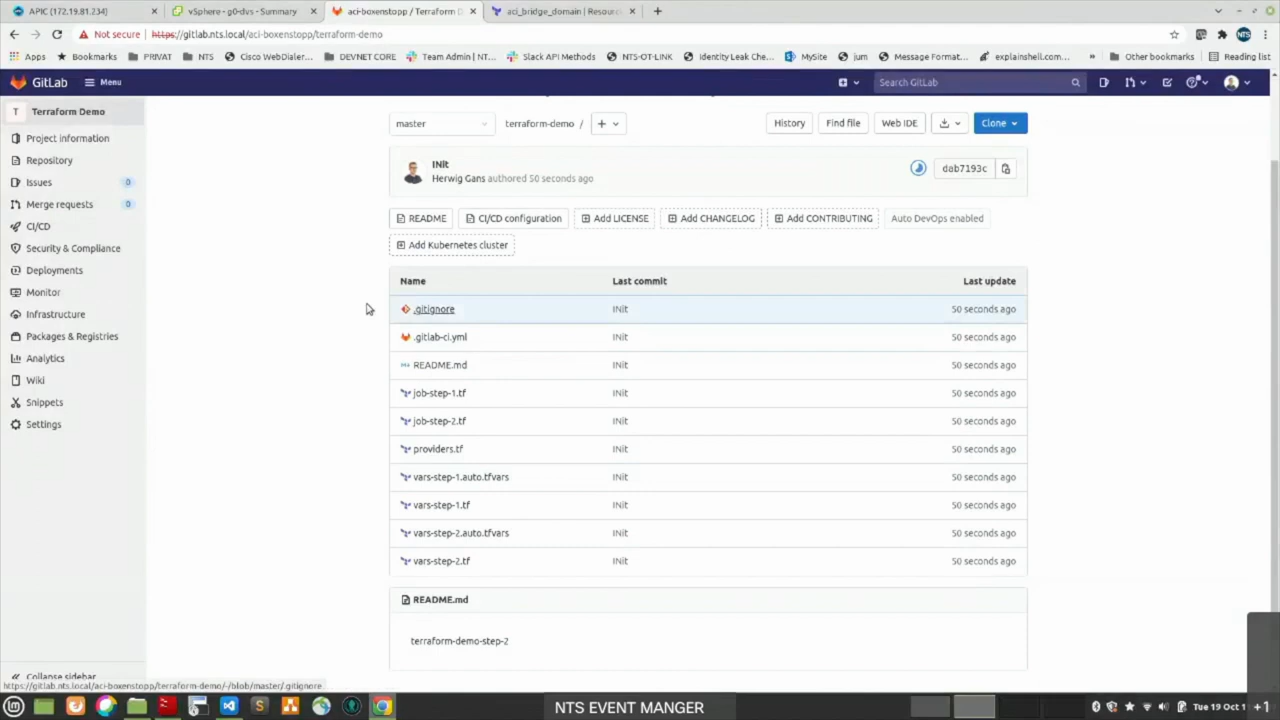 APIC (172.19.81.234)
vSphere - g0-dvs - Summary
aci-boxenstopp / Terraform D
aci_bridge_domain | Resour
Not secure https://gitlab.nts.local/aci-boxenstopp/terraform-demo
Apps Bookmarks PRIVAT NTS Cisco WebDialer... DEVNET CORE Team Admin | NT... Slack API Methods NTS-OT-LINK Identity Leak Chec... MySite jum Message Format... explainshell.com... » Other bookmarks Reading list
GitLab Menu Search GitLab
T Terraform Demo
Project information
Repository
Issues 0
Merge requests 0
CI/CD
Security & Compliance
Deployments
Monitor
Infrastructure
Packages & Registries
Analytics
Wiki
Snippets
Settings
Collapse sidebar
master terraform-demo / + History Find file Web IDE Clone
INit
Herwig Gans authored 50 seconds ago
dab7193c
README CI/CD configuration Add LICENSE Add CHANGELOG Add CONTRIBUTING Auto DevOps enabled
Add Kubernetes cluster
Name Last commit Last update
.gitignore INit 50 seconds ago
.gitlab-ci.yml INit 50 seconds ago
README.md INit 50 seconds ago
job-step-1.tf INit 50 seconds ago
job-step-2.tf INit 50 seconds ago
providers.tf INit 50 seconds ago
vars-step-1.auto.tfvars INit 50 seconds ago
vars-step-1.tf INit 50 seconds ago
vars-step-2.auto.tfvars INit 50 seconds ago
vars-step-2.tf INit 50 seconds ago
README.md
terraform-demo-step-2
https://gitlab.nts.local/aci-boxenstopp/terraform-demo/-/blob/master/.gitignore
NTS EVENT MANGER
Tue 19 Oct 1
+1